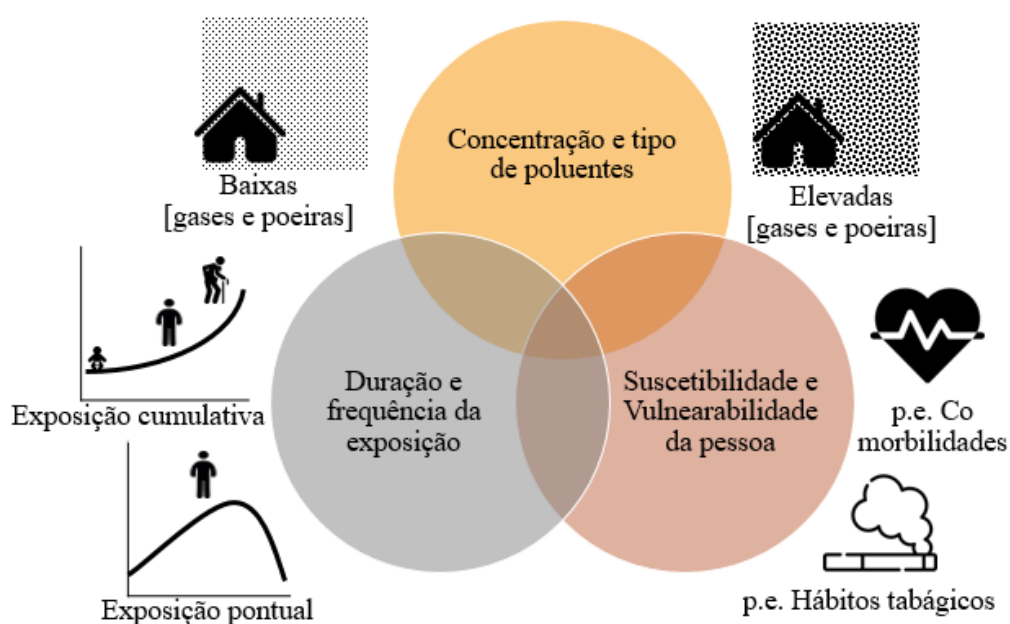 Concentração e tipo
de poluentes
Baixas
[gases e poeiras]
Elevadas
[gases e poeiras]
Duração e
frequência da
exposição
Suscetibilidade e
Vulnearabilidade
da pessoa
Exposição cumulativa
p.e. Co
morbilidades
Exposição pontual
p.e. Hábitos tabágicos